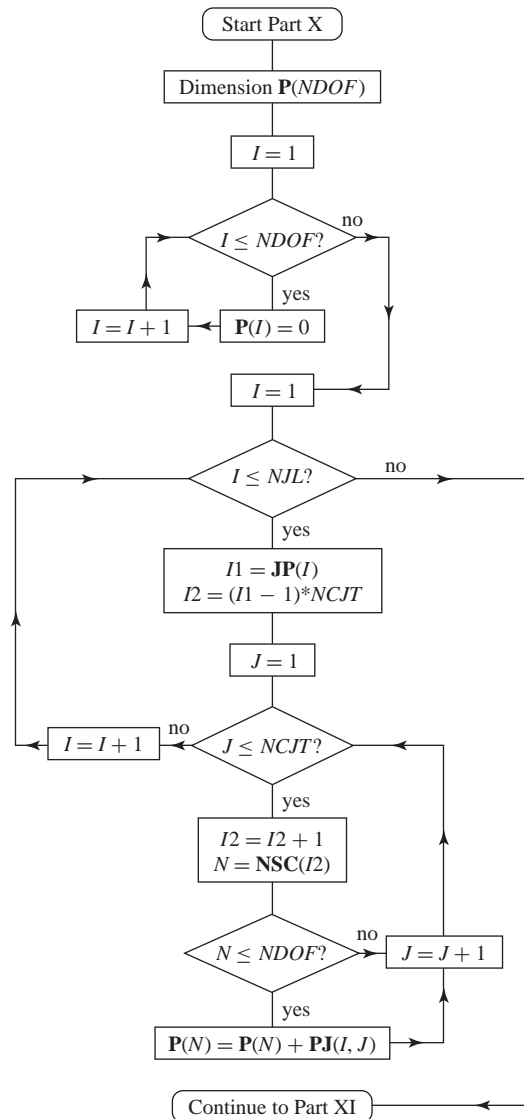 Start Part X
Dimension P(NDOF)
I = 1
I ≤ NDOF?
no
yes
I = I + 1
P(I) = 0
I = 1
I ≤ NJL?
no
yes
I1 = JP(I)
I2 = (I1 − 1)*NCJT
J = 1
I = I + 1
no
J ≤ NCJT?
yes
I2 = I2 + 1
N = NSC(I2)
N ≤ NDOF?
no
J = J + 1
yes
P(N) = P(N) + PJ(I, J)
Continue to Part XI